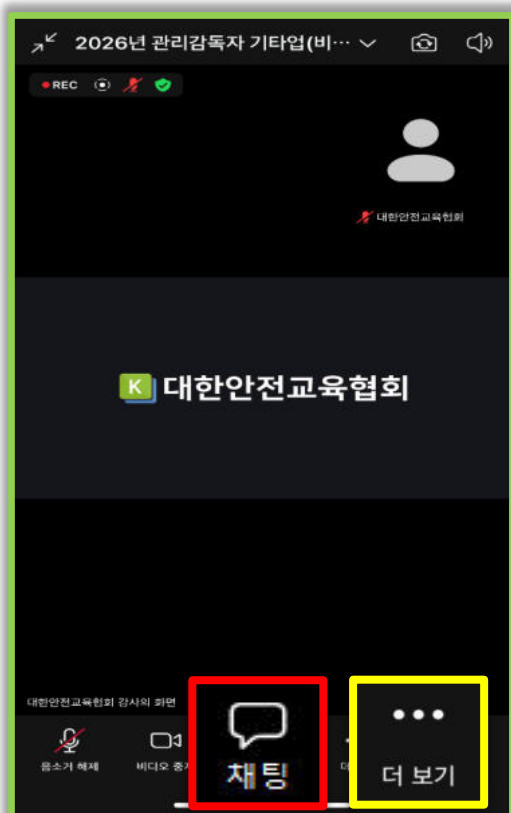 2026년 관리감독자 기타업(비…
REC
대한안전교육협회
K 대한안전교육협회
대한안전교육협회 강사의 화면
음소거 해제
채팅
더 보기